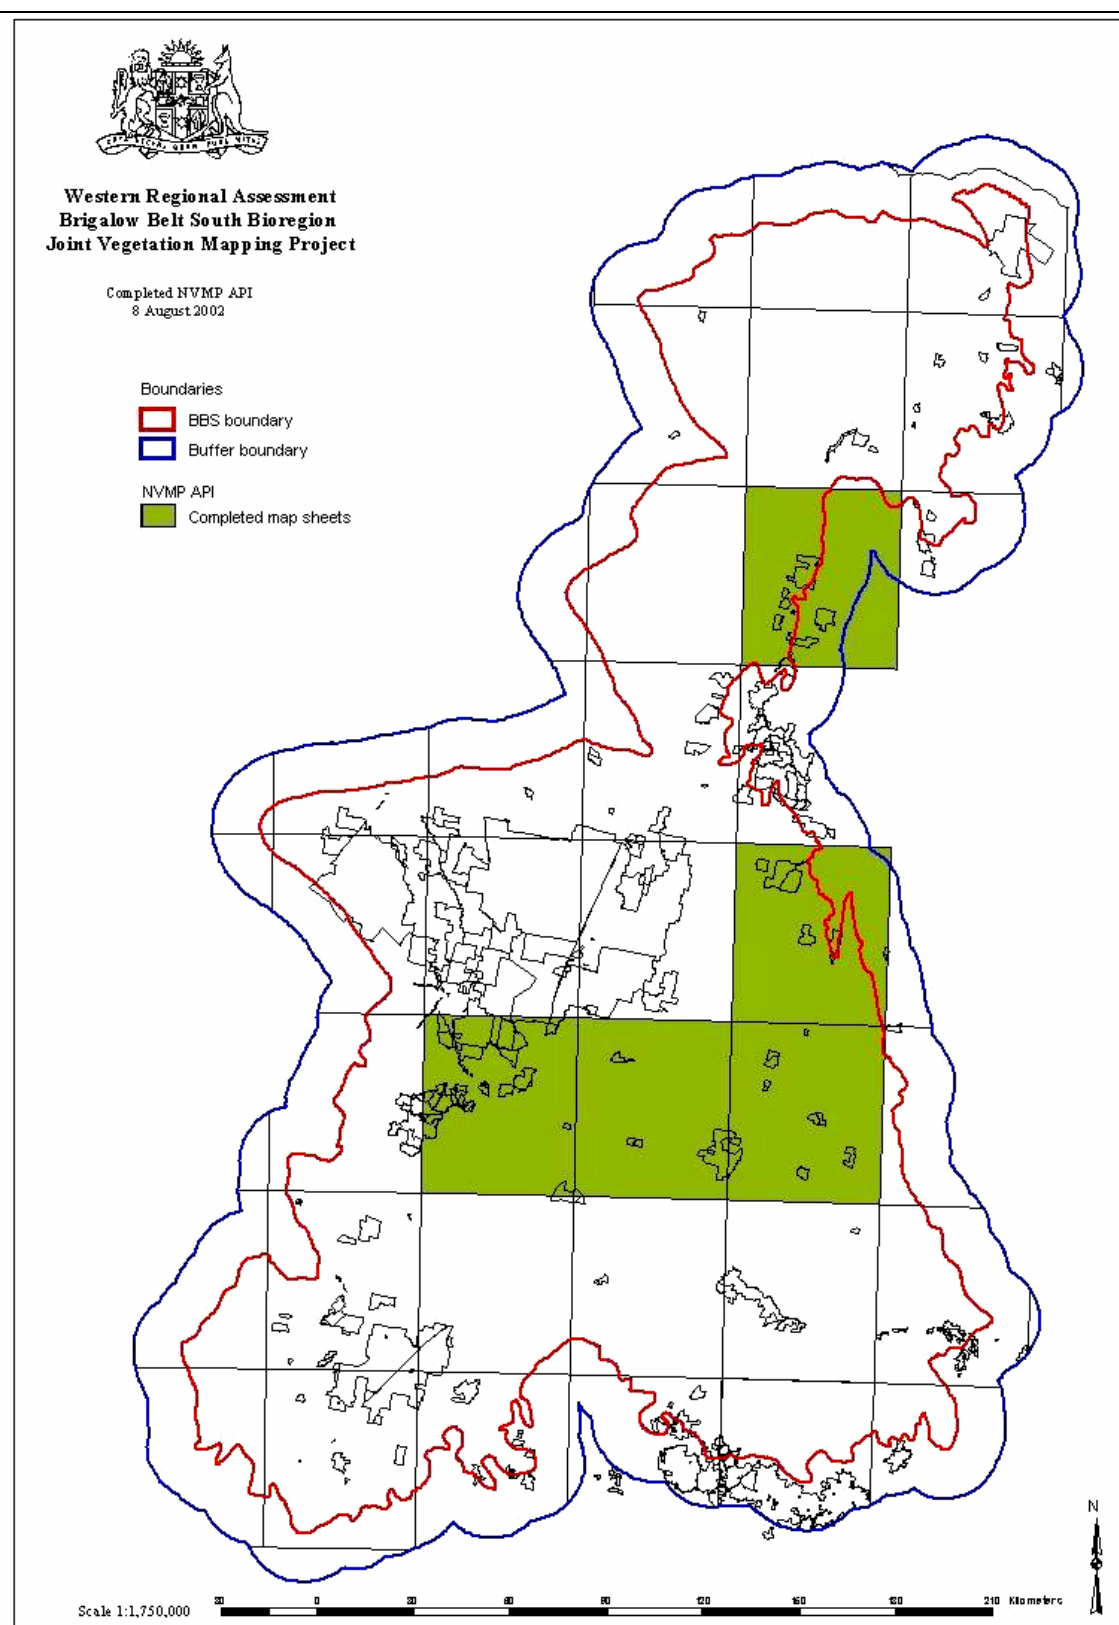 Western Regional Assessment
Brigalow Belt South Bioregion
Joint Vegetation Mapping Project
Completed NVMP API
8 August 2002
Boundaries
BBS boundary
Buffer boundary
NVMP API
Completed map sheets
N
Scale 1:1,750,000
30 0 30 60 90 120 150 180 210 Kilometers